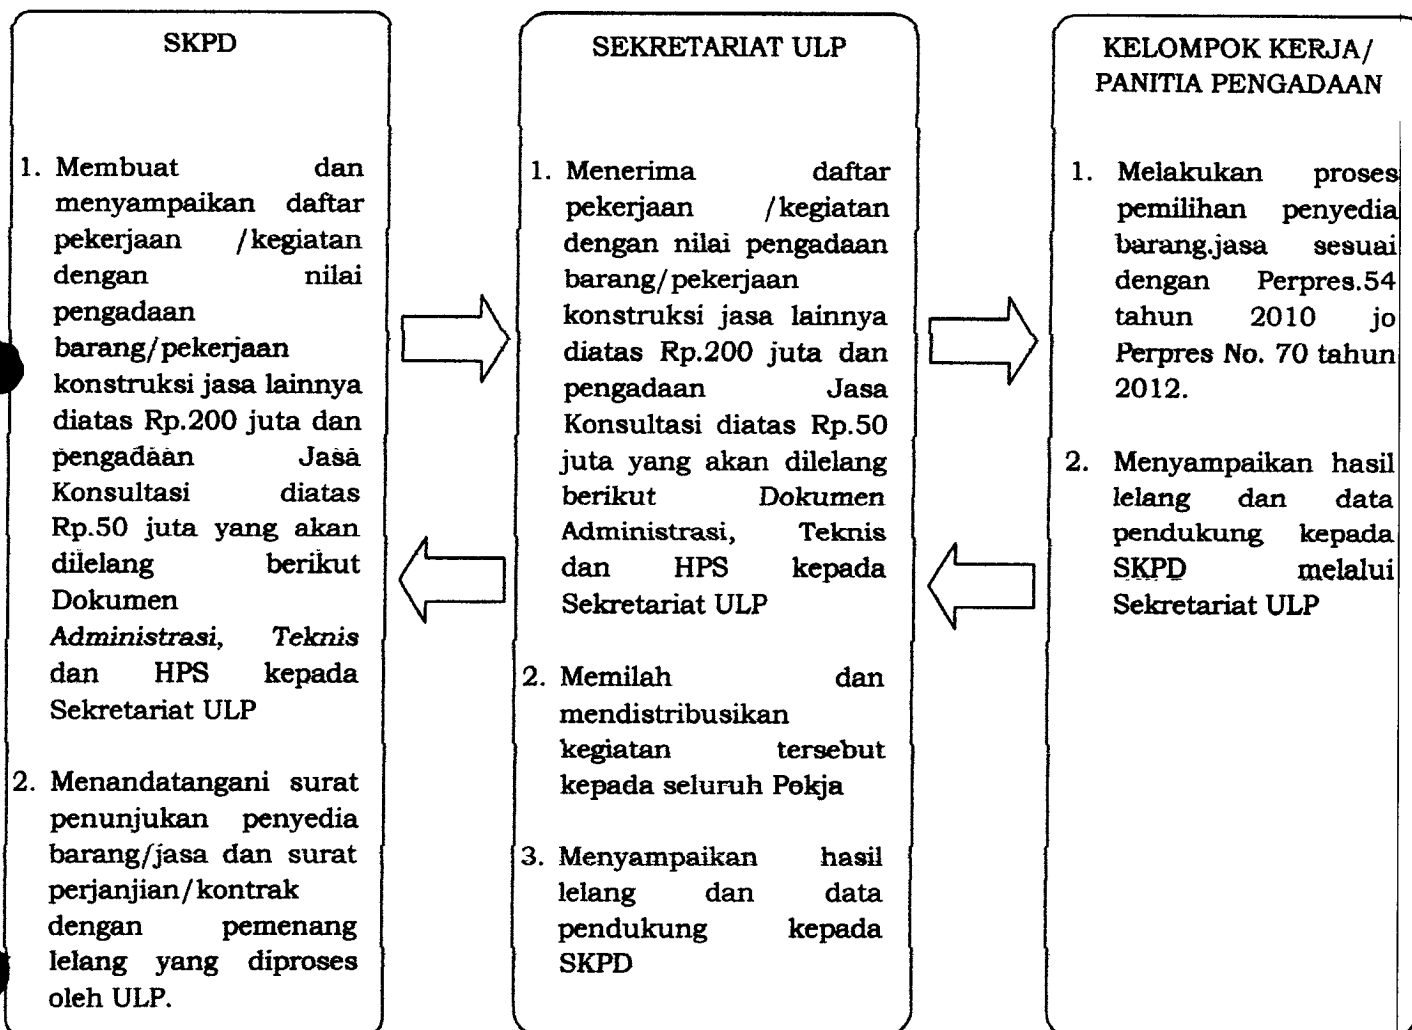 SKPD
1. Membuat dan
menyampaikan daftar
pekerjaan /kegiatan
dengan nilai
pengadaan
barang/pekerjaan
konstruksi jasa lainnya
diatas Rp.200 juta dan
pengadaan Jasa
Konsultasi diatas
Rp.50 juta yang akan
dilelang berikut
Dokumen
Administrasi, Teknis
dan HPS kepada
Sekretariat ULP
2. Menandatangani surat
penunjukan penyedia
barang/jasa dan surat
perjanjian/kontrak
dengan pemenang
lelang yang diproses
oleh ULP.
SEKRETARIAT ULP
1. Menerima daftar
pekerjaan /kegiatan
dengan nilai pengadaan
barang/pekerjaan
konstruksi jasa lainnya
diatas Rp.200 juta dan
pengadaan Jasa
Konsultasi diatas Rp.50
juta yang akan dilelang
berikut Dokumen
Administrasi, Teknis
dan HPS kepada
Sekretariat ULP
2. Memilah dan
mendistribusikan
kegiatan tersebut
kepada seluruh Pokja
3. Menyampaikan hasil
lelang dan data
pendukung kepada
SKPD
KELOMPOK KERJA/
PANITIA PENGADAAN
1. Melakukan proses
pemilihan penyedia
barang.jasa sesuai
dengan Perpres.54
tahun 2010 jo
Perpres No. 70 tahun
2012.
2. Menyampaikan hasil
lelang dan data
pendukung kepada
SKPD melalui
Sekretariat ULP